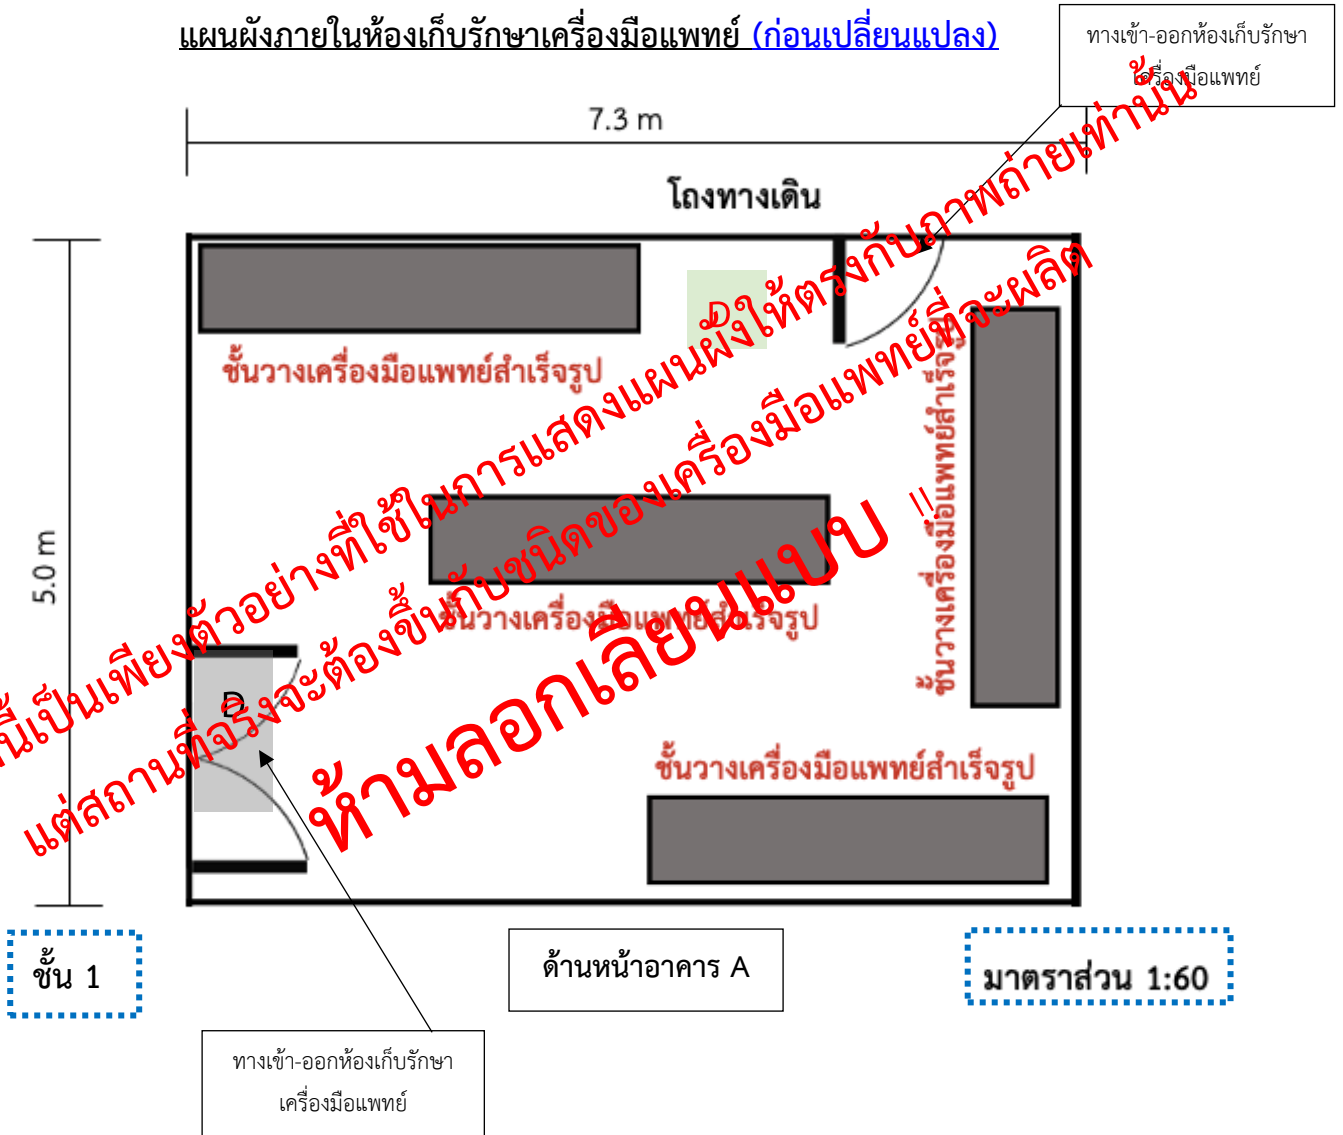 แผนผังภายในห้องเก็บรักษาเครื่องมือแพทย์ (ก่อนเปลี่ยนแปลง)
ทางเข้า-ออกห้องเก็บรักษา
เครื่องมือแพทย์
7.3 m
โถงทางเดิน
D
ชั้นวางเครื่องมือแพทย์สำเร็จรูป
ชั้นวางเครื่องมือแพทย์สำเร็จรูป
5.0 m
ชั้นวางเครื่องมือแพทย์สำเร็จรูป
นี้เป็นเพียงตัวอย่างที่ใช้ในการแสดงแผนผังให้ตรงกับภาพถ่ายเท่านั้น
แต่สถานที่จริงจะต้องขึ้นกับชนิดของเครื่องมือแพทย์ที่จะผลิต
ห้ามลอกเลียนแบบ !!
D
ชั้นวางเครื่องมือแพทย์สำเร็จรูป
ชั้น 1
ด้านหน้าอาคาร A
มาตราส่วน 1:60
ทางเข้า-ออกห้องเก็บรักษา
เครื่องมือแพทย์